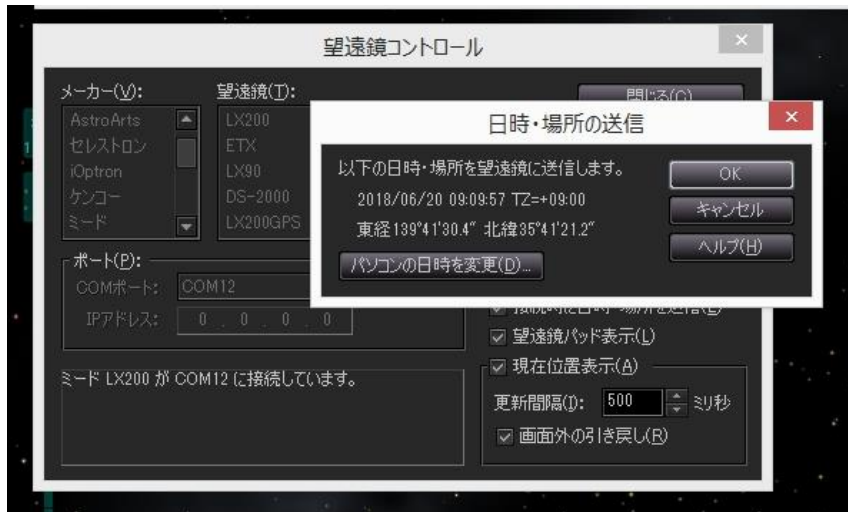 望遠鏡コントロール
メーカー(V):
AstroArts
セレストロン
iOptron
ケンコー
ミード
望遠鏡(T):
LX200
ETX
LX90
DS-2000
LX200GPS
閉じる(C)
日時・場所の送信
以下の日時・場所を望遠鏡に送信します。
2018/06/20 09:09:57 TZ=+09:00
東経139°41'30.4" 北緯35°41'21.2"
パソコンの日時を変更(D)...
OK
キャンセル
ヘルプ(H)
ポート(P):
COMポート: COM12
IPアドレス: 0 . 0 . 0 . 0
ミード LX200 が COM12 に接続しています。
望遠鏡パッド表示(L)
現在位置表示(A)
更新間隔(I): 500 ミリ秒
画面外の引き戻し(R)